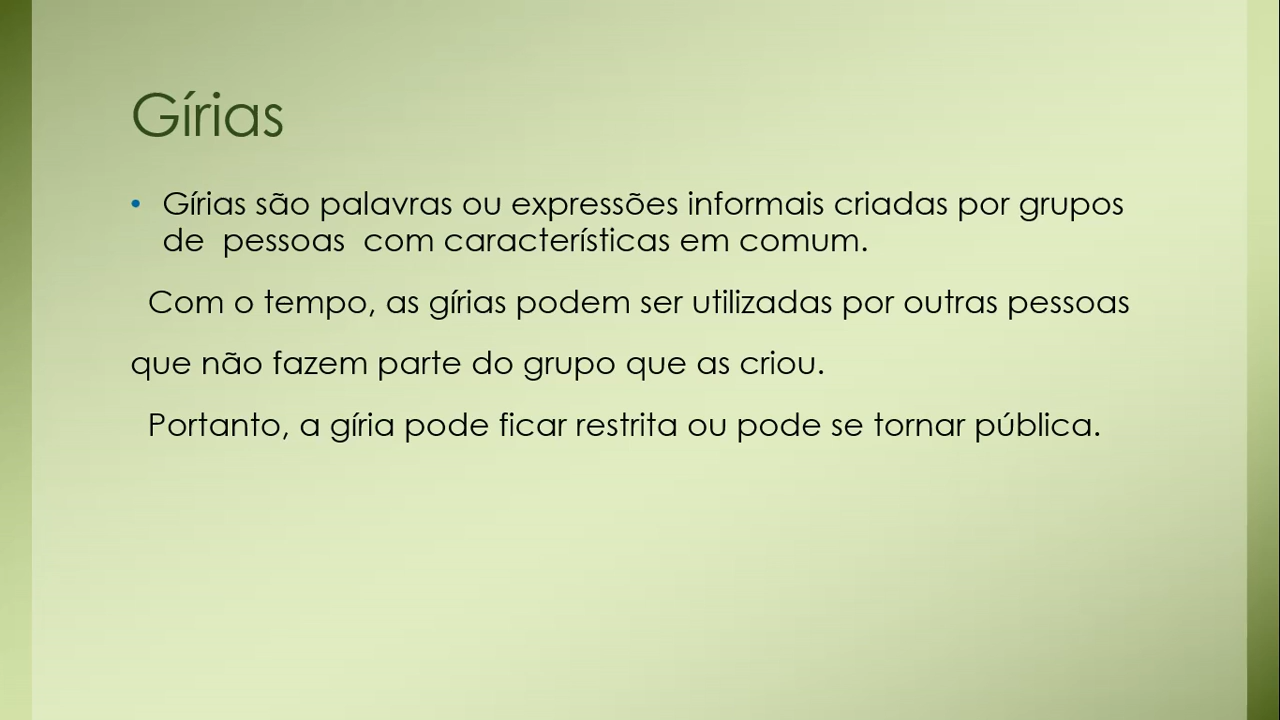 Gírias
• Gírias são palavras ou expressões informais criadas por grupos
de  pessoas  com características em comum.
Com o tempo, as gírias podem ser utilizadas por outras pessoas
que não fazem parte do grupo que as criou.
Portanto, a gíria pode ficar restrita ou pode se tornar pública.